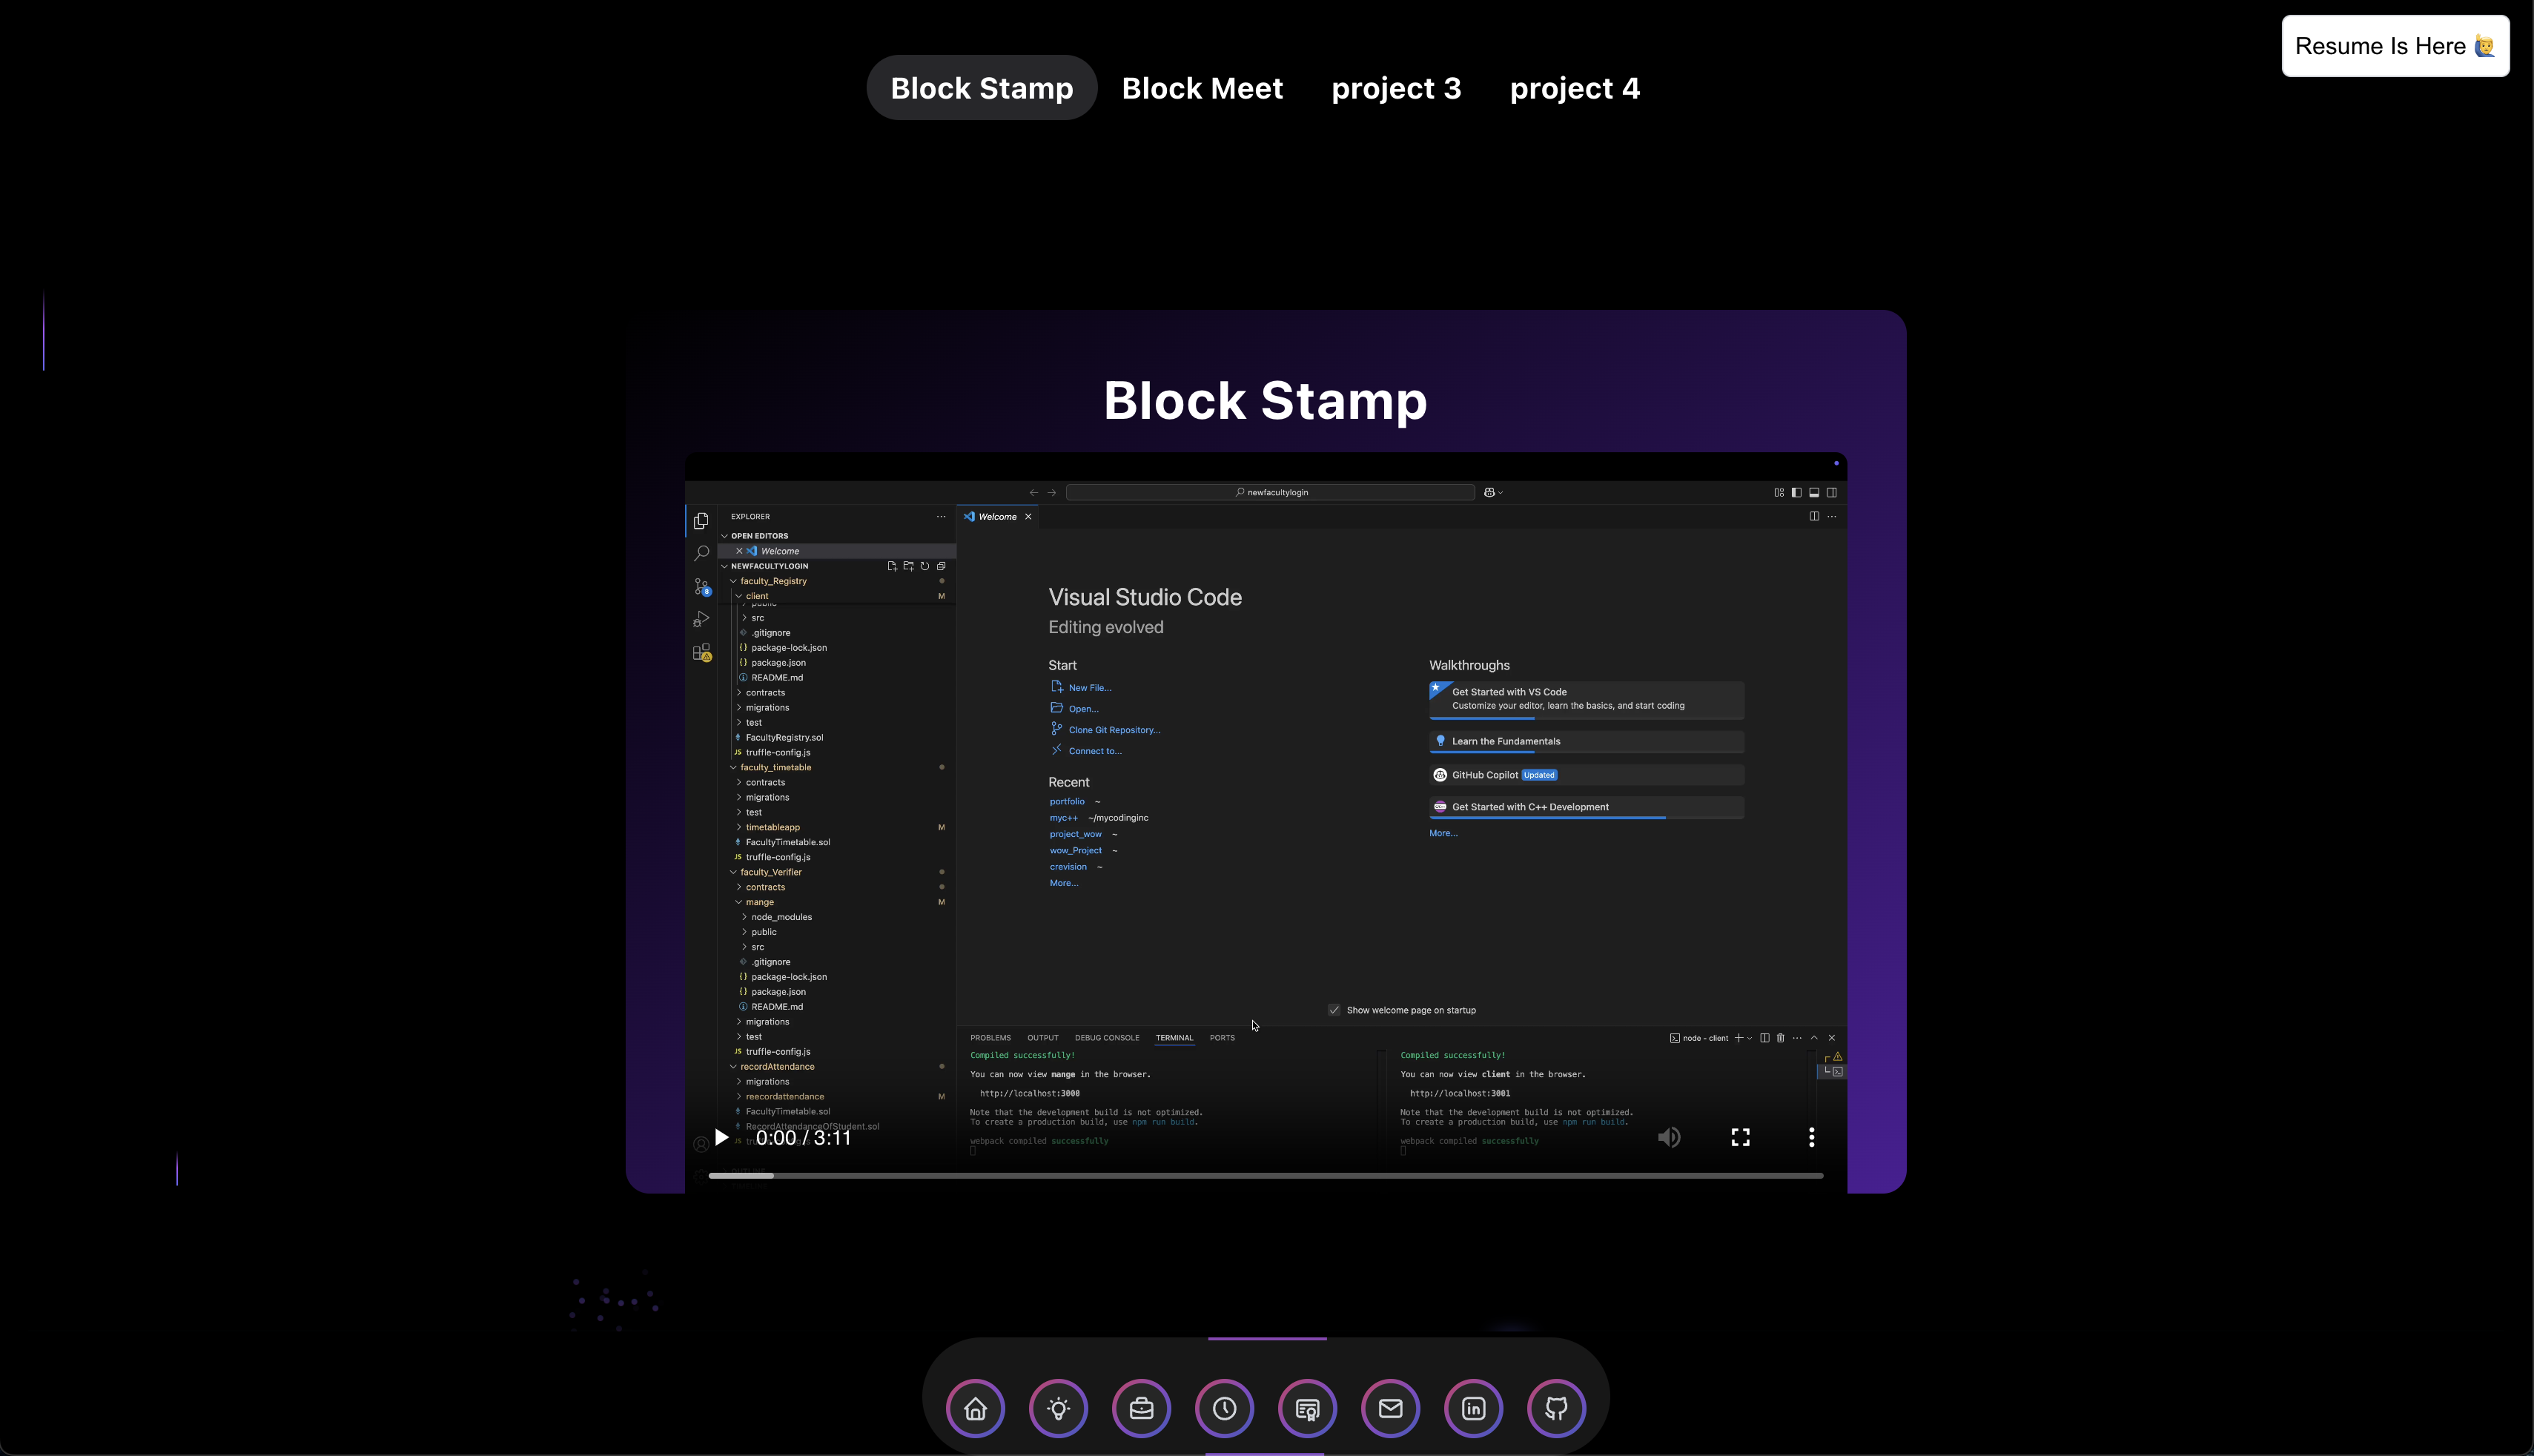 Resume Is Here 🙋‍♂️
Block Stamp Block Meet project 3 project 4
Block Stamp
newfacultylogin
EXPLORER
OPEN EDITORS
Welcome
NEWFACULTYLOGIN
faculty_Registry
client M
public
src
.gitignore
package-lock.json
package.json
README.md
contracts
migrations
test
FacultyRegistry.sol
JS truffle-config.js
faculty_timetable
contracts
migrations
test
timetableapp M
FacultyTimetable.sol
JS truffle-config.js
faculty_Verifier
contracts
mange M
node_modules
public
src
.gitignore
package-lock.json
package.json
README.md
migrations
test
JS truffle-config.js
recordAttendance
migrations
reecordattendance M
FacultyTimetable.sol
RecordAttendanceOfStudent.sol
8
Welcome
Visual Studio Code
Editing evolved
Start
New File...
Open...
Clone Git Repository...
Connect to...
Recent
portfolio ~
myc++ ~/mycodinginc
project_wow ~
wow_Project ~
crevision ~
More...
Walkthroughs
Get Started with VS Code
Customize your editor, learn the basics, and start coding
Learn the Fundamentals
GitHub Copilot Updated
Get Started with C++ Development
More...
Show welcome page on startup
PROBLEMS OUTPUT DEBUG CONSOLE TERMINAL PORTS
node - client
Compiled successfully!
You can now view mange in the browser.
http://localhost:3000
Note that the development build is not optimized.
To create a production build, use npm run build.
webpack compiled successfully
Compiled successfully!
You can now view client in the browser.
http://localhost:3001
Note that the development build is not optimized.
To create a production build, use npm run build.
webpack compiled successfully
0:00 / 3:11
in